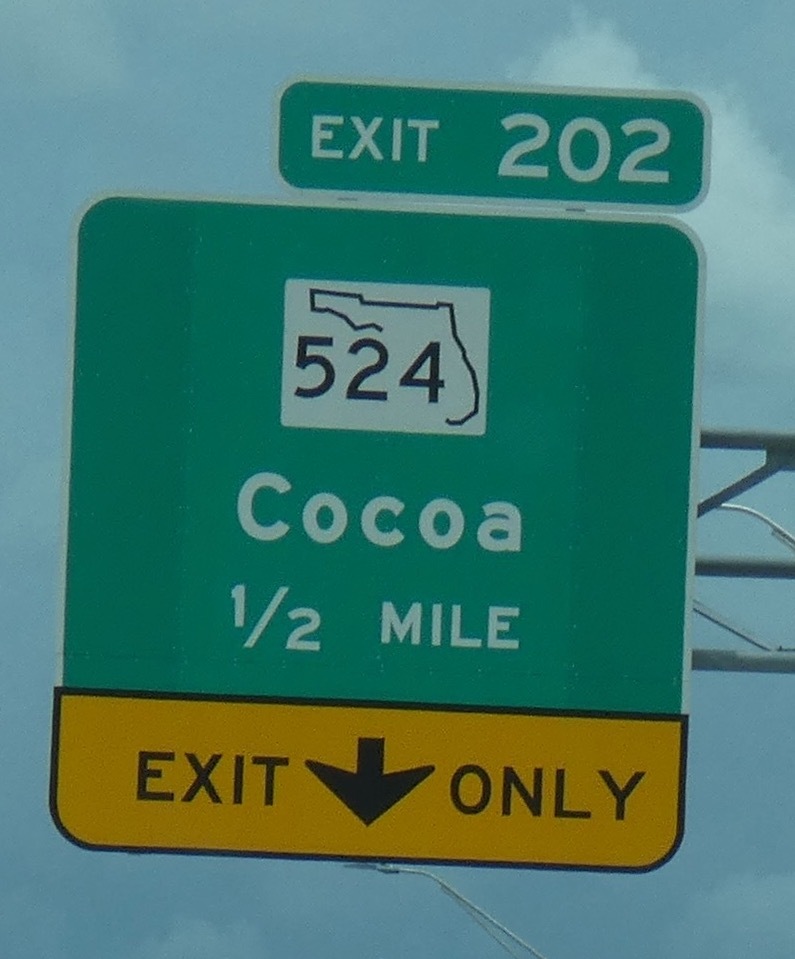 EXIT 202
524
Cocoa
1/2 MILE
EXIT ONLY